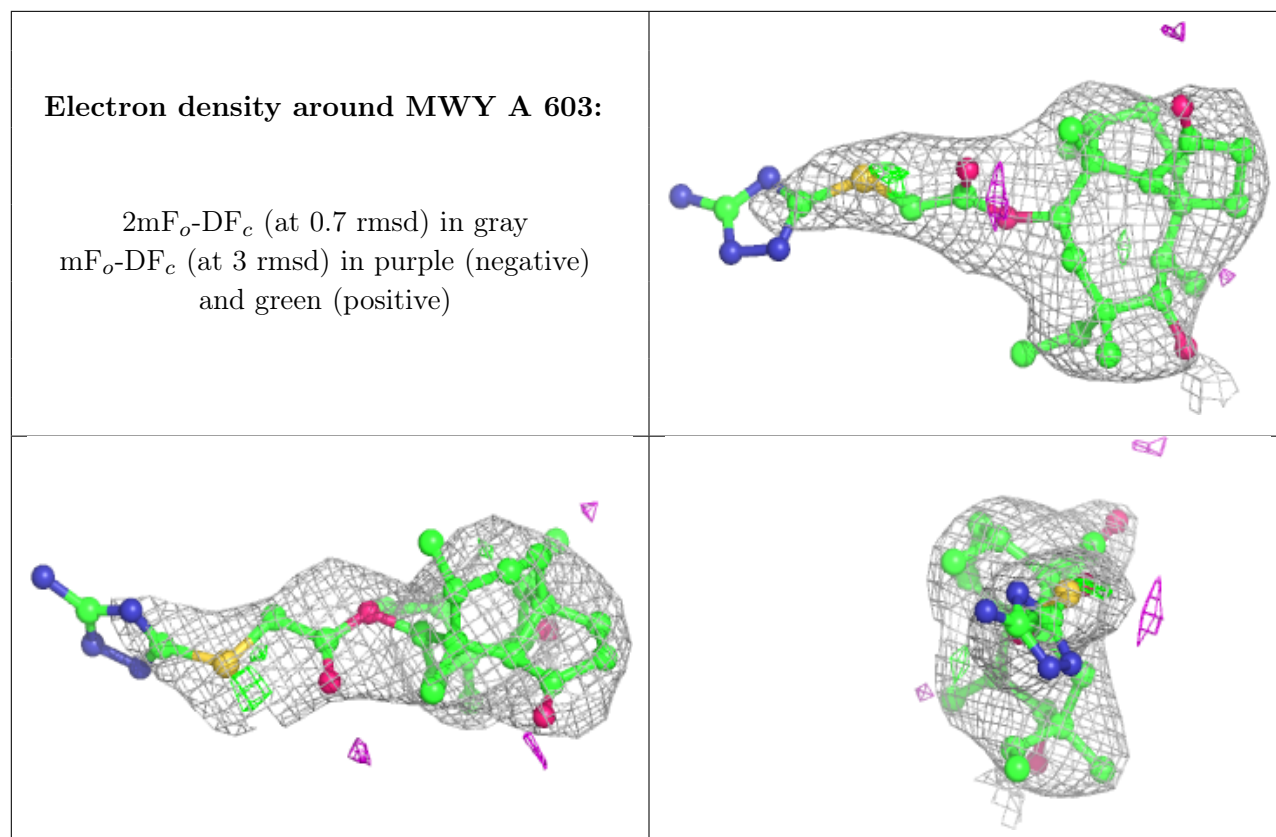 Electron density around MWY A 603:
2mFₒ-DF𝒸 (at 0.7 rmsd) in gray
mFₒ-DF𝒸 (at 3 rmsd) in purple (negative)
and green (positive)